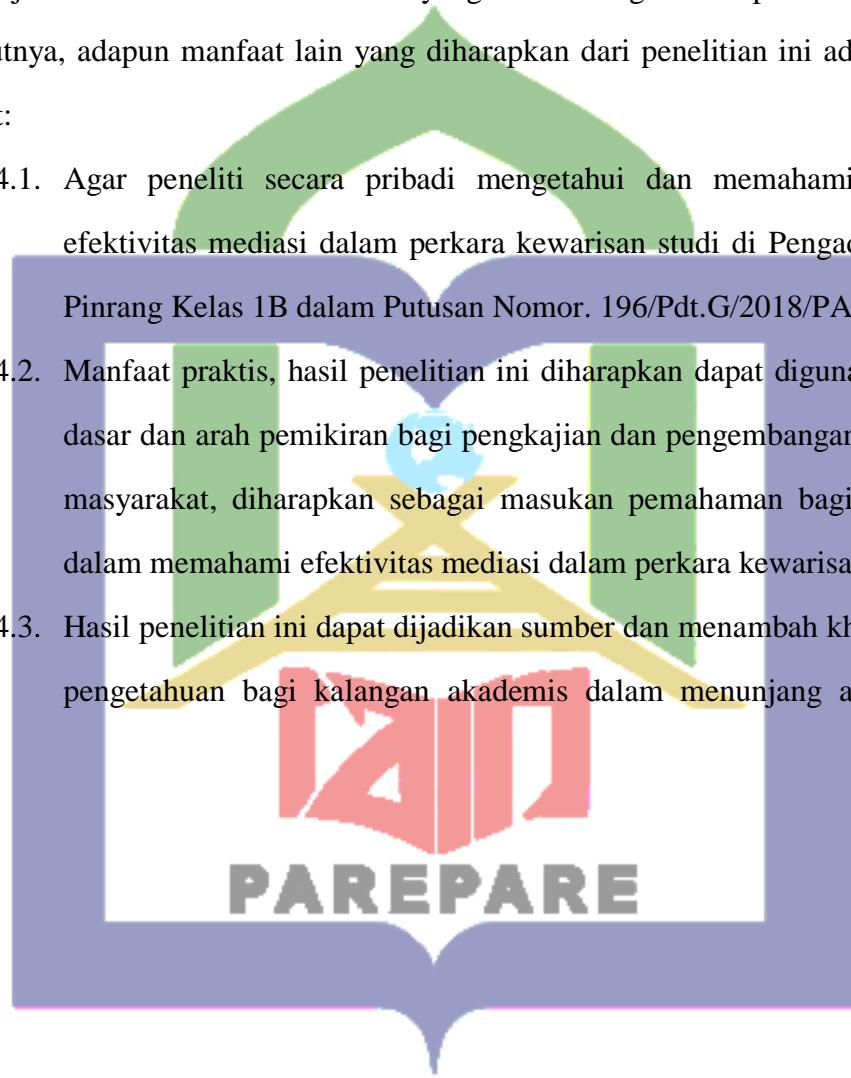 utnya, adapun manfaat lain yang diharapkan dari penelitian ini ad
t:
4.1. Agar peneliti secara pribadi mengetahui dan memahami
efektivitas mediasi dalam perkara kewarisan studi di Pengad
Pinrang Kelas 1B dalam Putusan Nomor. 196/Pdt.G/2018/PA
4.2. Manfaat praktis, hasil penelitian ini diharapkan dapat diguna
dasar dan arah pemikiran bagi pengkajian dan pengembangan
masyarakat, diharapkan sebagai masukan pemahaman bagi
dalam memahami efektivitas mediasi dalam perkara kewarisa
4.3. Hasil penelitian ini dapat dijadikan sumber dan menambah kh
pengetahuan bagi kalangan akademis dalam menunjang a
iain
PAREPARE